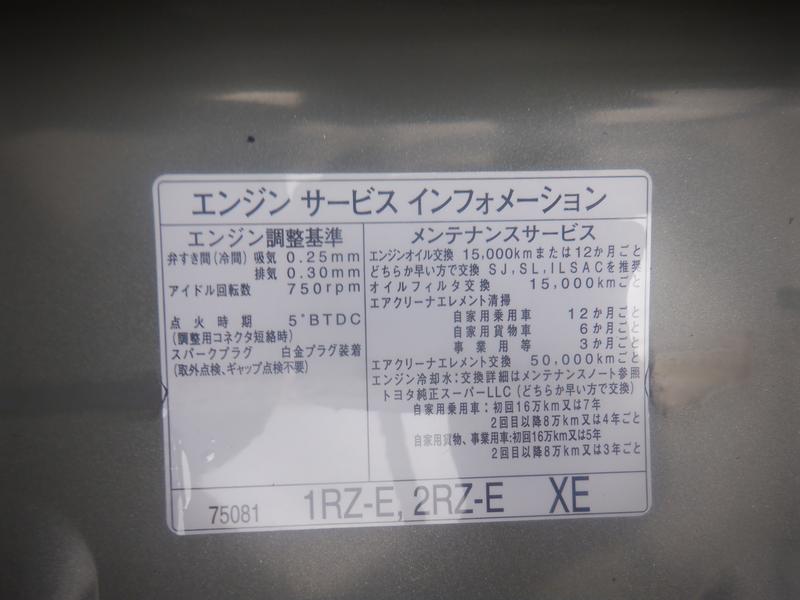 エンジン サービス インフォメーション
エンジン調整基準
弁すき間(冷間) 吸気 0.25mm
排気 0.30mm
アイドル回転数 750rpm
点火時期 5°BTDC
(調整用コネクタ短絡時)
スパークプラグ 白金プラグ装着
(取外点検、ギャップ点検不要)
メンテナンスサービス
エンジンオイル交換 15,000kmまたは12か月ごと
どちらか早い方で交換 SJ,SL,ILSACを推奨
オイルフィルタ交換 15,000kmごと
エアクリーナエレメント清掃
自家用乗用車 12か月ごと
自家用貨物車 6か月ごと
事業用等 3か月ごと
エアクリーナエレメント交換 50,000kmごと
エンジン冷却水:交換詳細はメンテナンスノート参照
トヨタ純正スーパーLLC(どちらか早い方で交換)
自家用乗用車:初回16万km又は7年
2回目以降8万km又は4年ごと
自家用貨物、事業用車:初回16万km又は5年
2回目以降8万km又は3年ごと
75081 1RZ-E, 2RZ-E XE